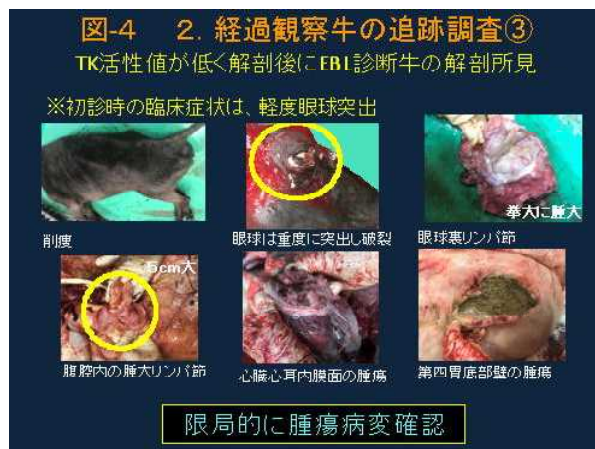 図-4　２．経過観察牛の追跡調査③
TK活性値が低く解剖後にEBL診断牛の解剖所見
※初診時の臨床症状は、軽度眼球突出
拳大に腫大
削痩
眼球は重度に突出し破裂
眼球裏リンパ節
5cm大
腹腔内の腫大リンパ節
心臓心耳内膜面の腫瘍
第四胃底部壁の腫瘍
限局的に腫瘍病変確認